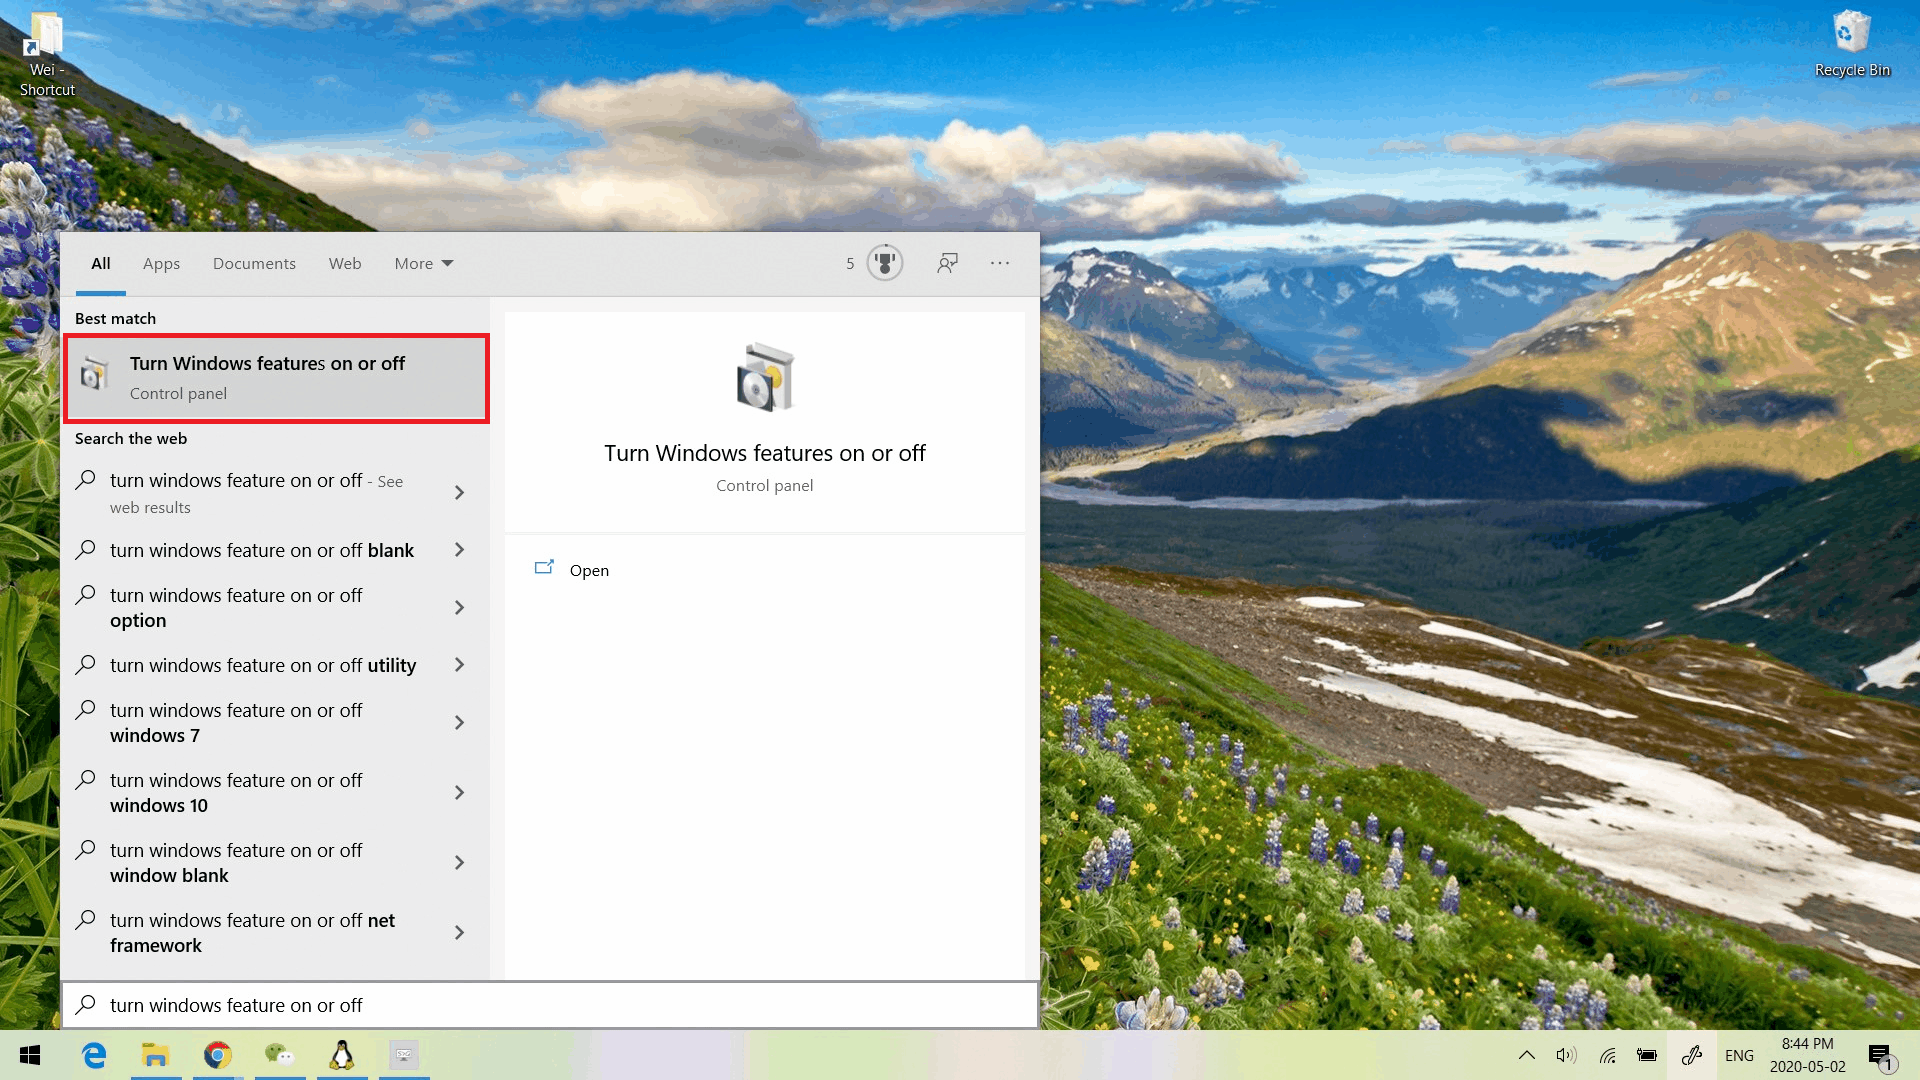 Wei -
Shortcut
Recycle Bin
All
Apps
Documents
Web
More
5
Best match
Turn Windows features on or off
Control panel
Search the web
turn windows feature on or off - See
web results
turn windows feature on or off blank
turn windows feature on or off
option
turn windows feature on or off utility
turn windows feature on or off
windows 7
turn windows feature on or off
windows 10
turn windows feature on or off
window blank
turn windows feature on or off net
framework
Turn Windows features on or off
Control panel
Open
turn windows feature on or off
ENG
8:44 PM
2020-05-02
1